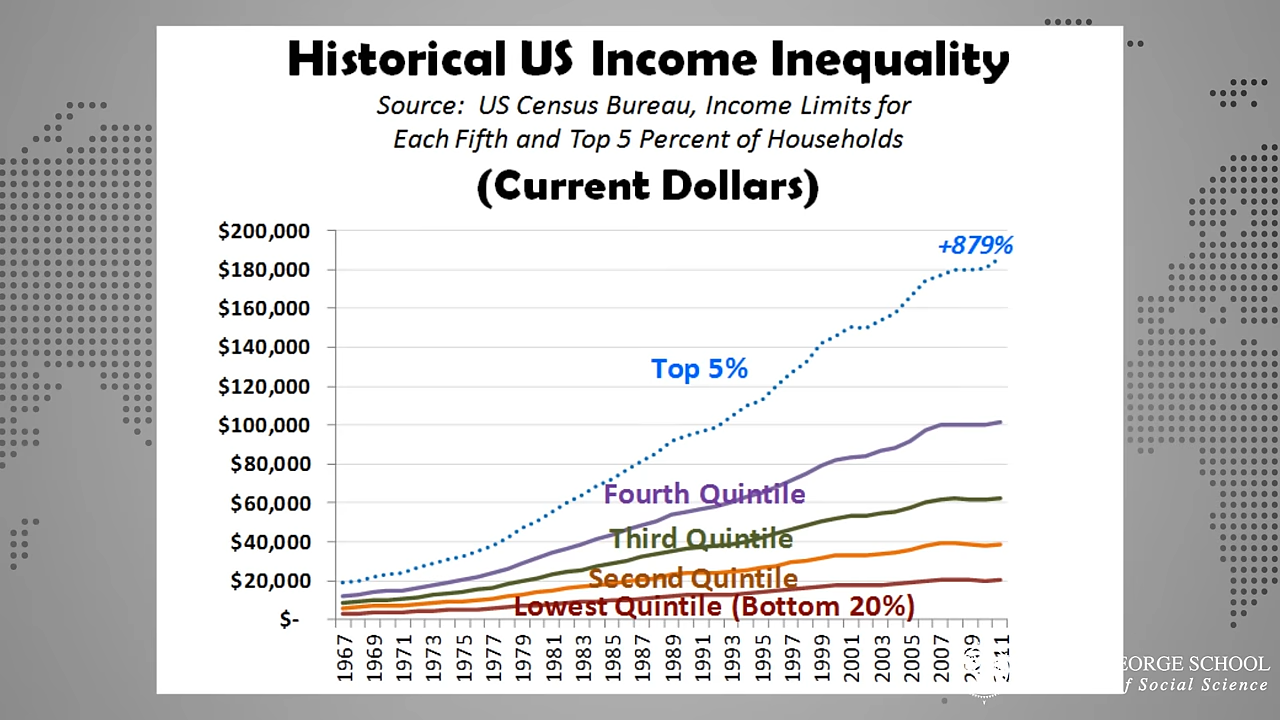 Historical US Income Inequality
Source: US Census Bureau, Income Limits for
Each Fifth and Top 5 Percent of Households
(Current Dollars)
$200,000
+879%
$180,000
$160,000
$140,000
Top 5%
$120,000
$100,000
$80,000
Fourth Quintile
$60,000
Third Quintile
$40,000
Second Quintile
$20,000
Lowest Quintile (Bottom 20%)
$-
1967 1969 1971 1973 1975 1977 1979 1981 1983 1985 1987 1989 1991 1993 1995 1997 1999 2001 2003 2005 2007 2009 2011
EORGE SCHOOL
of Social Science